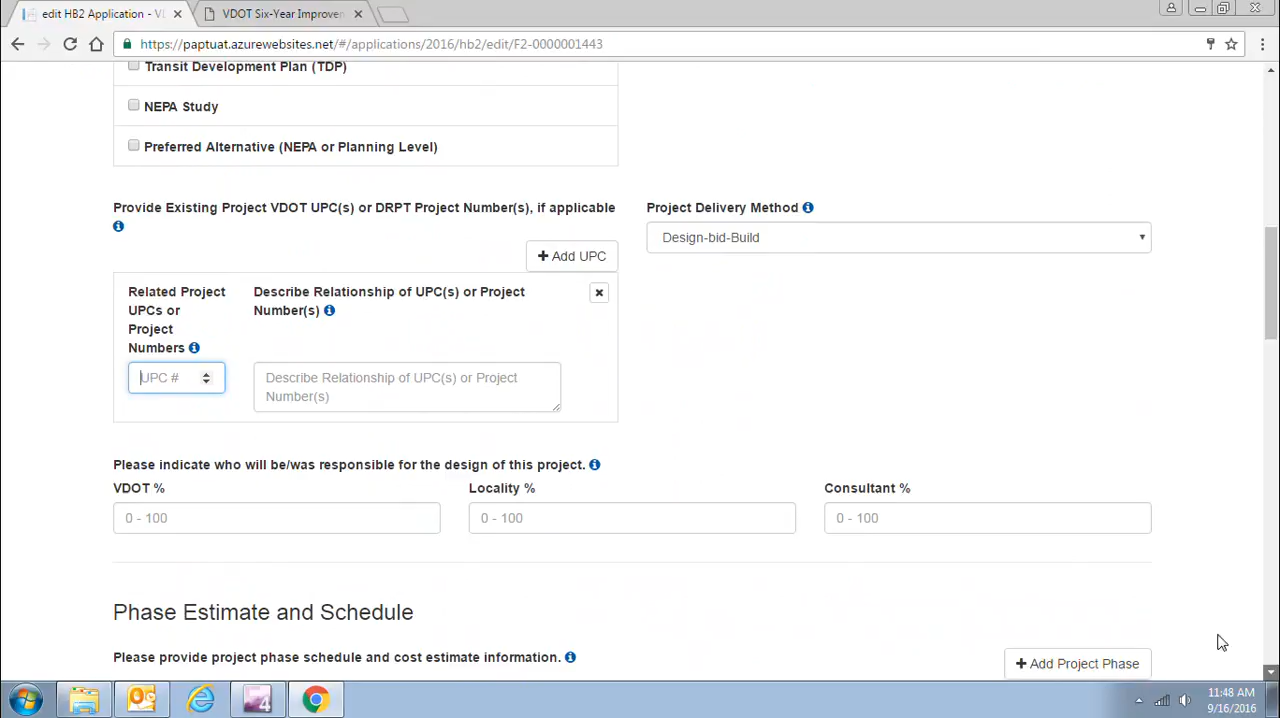 edit HB2 Application - VD
VDOT Six-Year Improvem
https://paptuat.azurewebsites.net/#/applications/2016/hb2/edit/F2-0000001443
Transit Development Plan (TDP)
NEPA Study
Preferred Alternative (NEPA or Planning Level)
Provide Existing Project VDOT UPC(s) or DRPT Project Number(s), if applicable
Project Delivery Method
Design-bid-Build
Add UPC
Related Project
UPCs or
Project
Numbers
Describe Relationship of UPC(s) or Project
Number(s)
UPC #
Describe Relationship of UPC(s) or Project
Number(s)
Please indicate who will be/was responsible for the design of this project.
VDOT %
Locality %
Consultant %
0 - 100
0 - 100
0 - 100
Phase Estimate and Schedule
Please provide project phase schedule and cost estimate information.
Add Project Phase
11:48 AM
9/16/2016